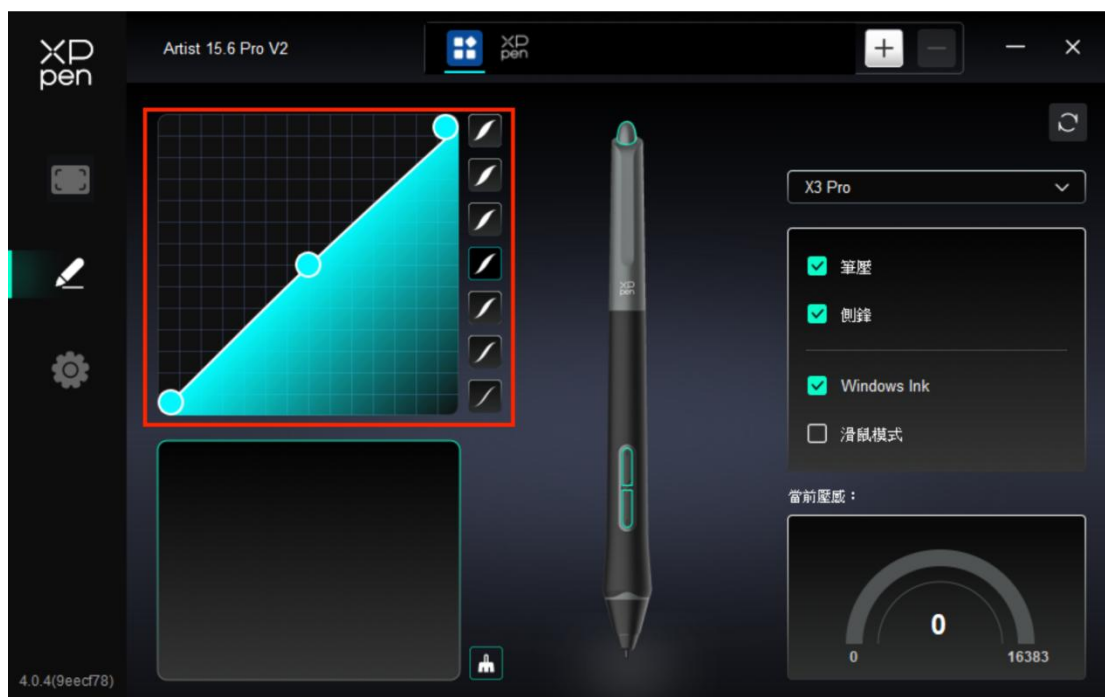 XP
pen
Artist 15.6 Pro V2
XP
pen
X3 Pro
筆壓
側鋒
Windows Ink
滑鼠模式
當前壓感：
XP
pen
0
0
16383
4.0.4(9eecf78)